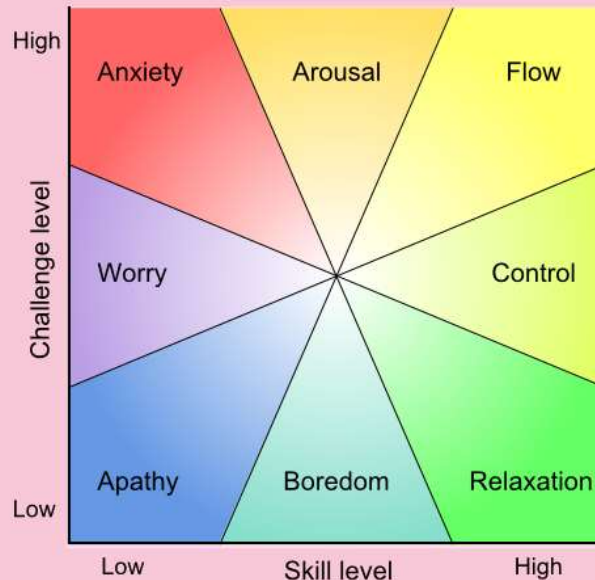 High
Anxiety
Arousal
Flow
Challenge level
Worry
Control
Apathy
Boredom
Relaxation
Low
Low
Skill level
High